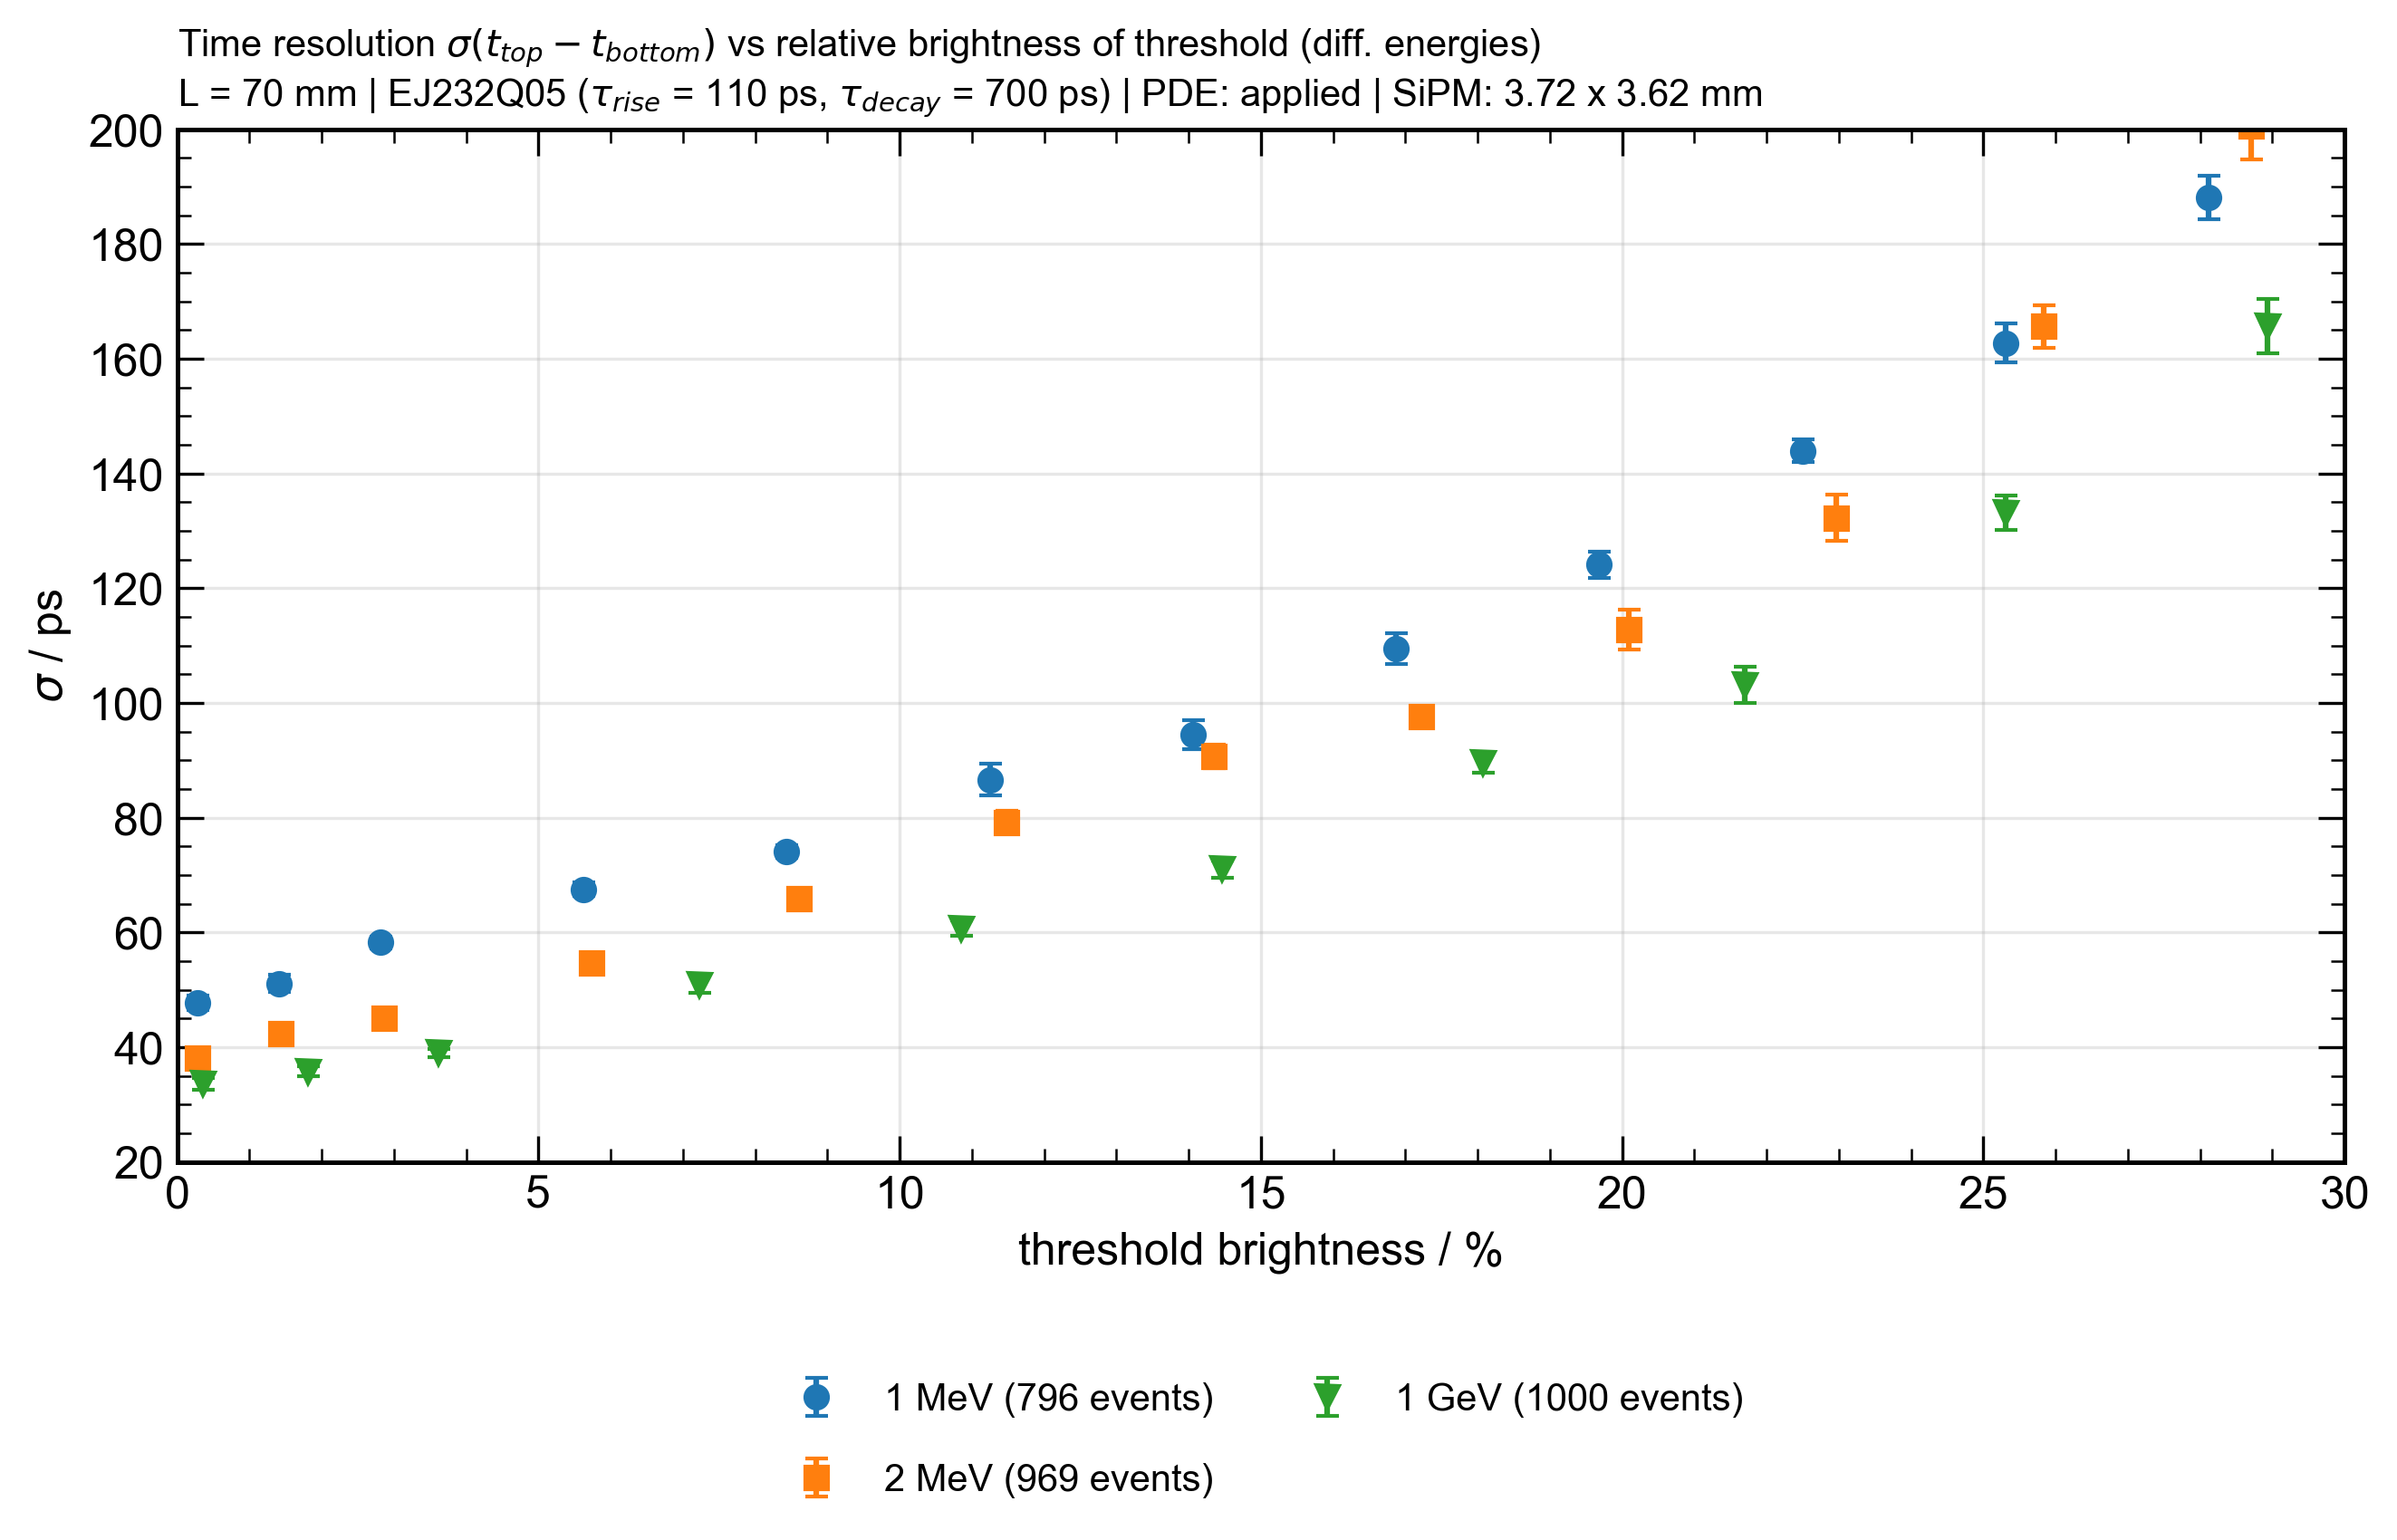 Time resolution σ(t_top − t_bottom) vs relative brightness of threshold (diff. energies)
L = 70 mm | EJ232Q05 (τ_rise = 110 ps, τ_decay = 700 ps) | PDE: applied | SiPM: 3.72 x 3.62 mm
200
180
160
140
120
100
80
60
40
20
σ / ps
0 5 10 15 20 25 30
threshold brightness / %
1 MeV (796 events) 1 GeV (1000 events)
2 MeV (969 events)